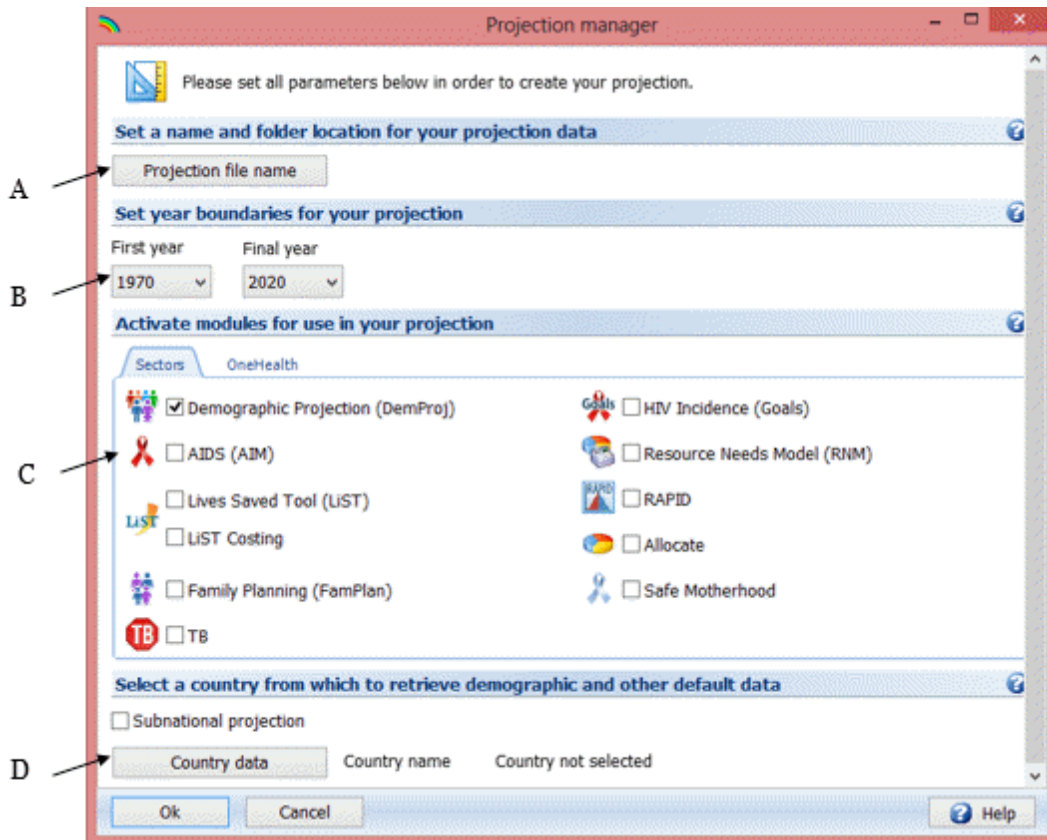 Projection manager
Please set all parameters below in order to create your projection.
Set a name and folder location for your projection data
A
Projection file name
Set year boundaries for your projection
First year Final year
B
1970 2020
Activate modules for use in your projection
Sectors OneHealth
Demographic Projection (DemProj) Goals HIV Incidence (Goals)
C
AIDS (AIM) Resource Needs Model (RNM)
Lives Saved Tool (LiST) RAPID RAPID
LiST
LiST Costing Allocate
Family Planning (FamPlan) Safe Motherhood
TB TB
Select a country from which to retrieve demographic and other default data
Subnational projection
D
Country data Country name Country not selected
Ok Cancel ? Help